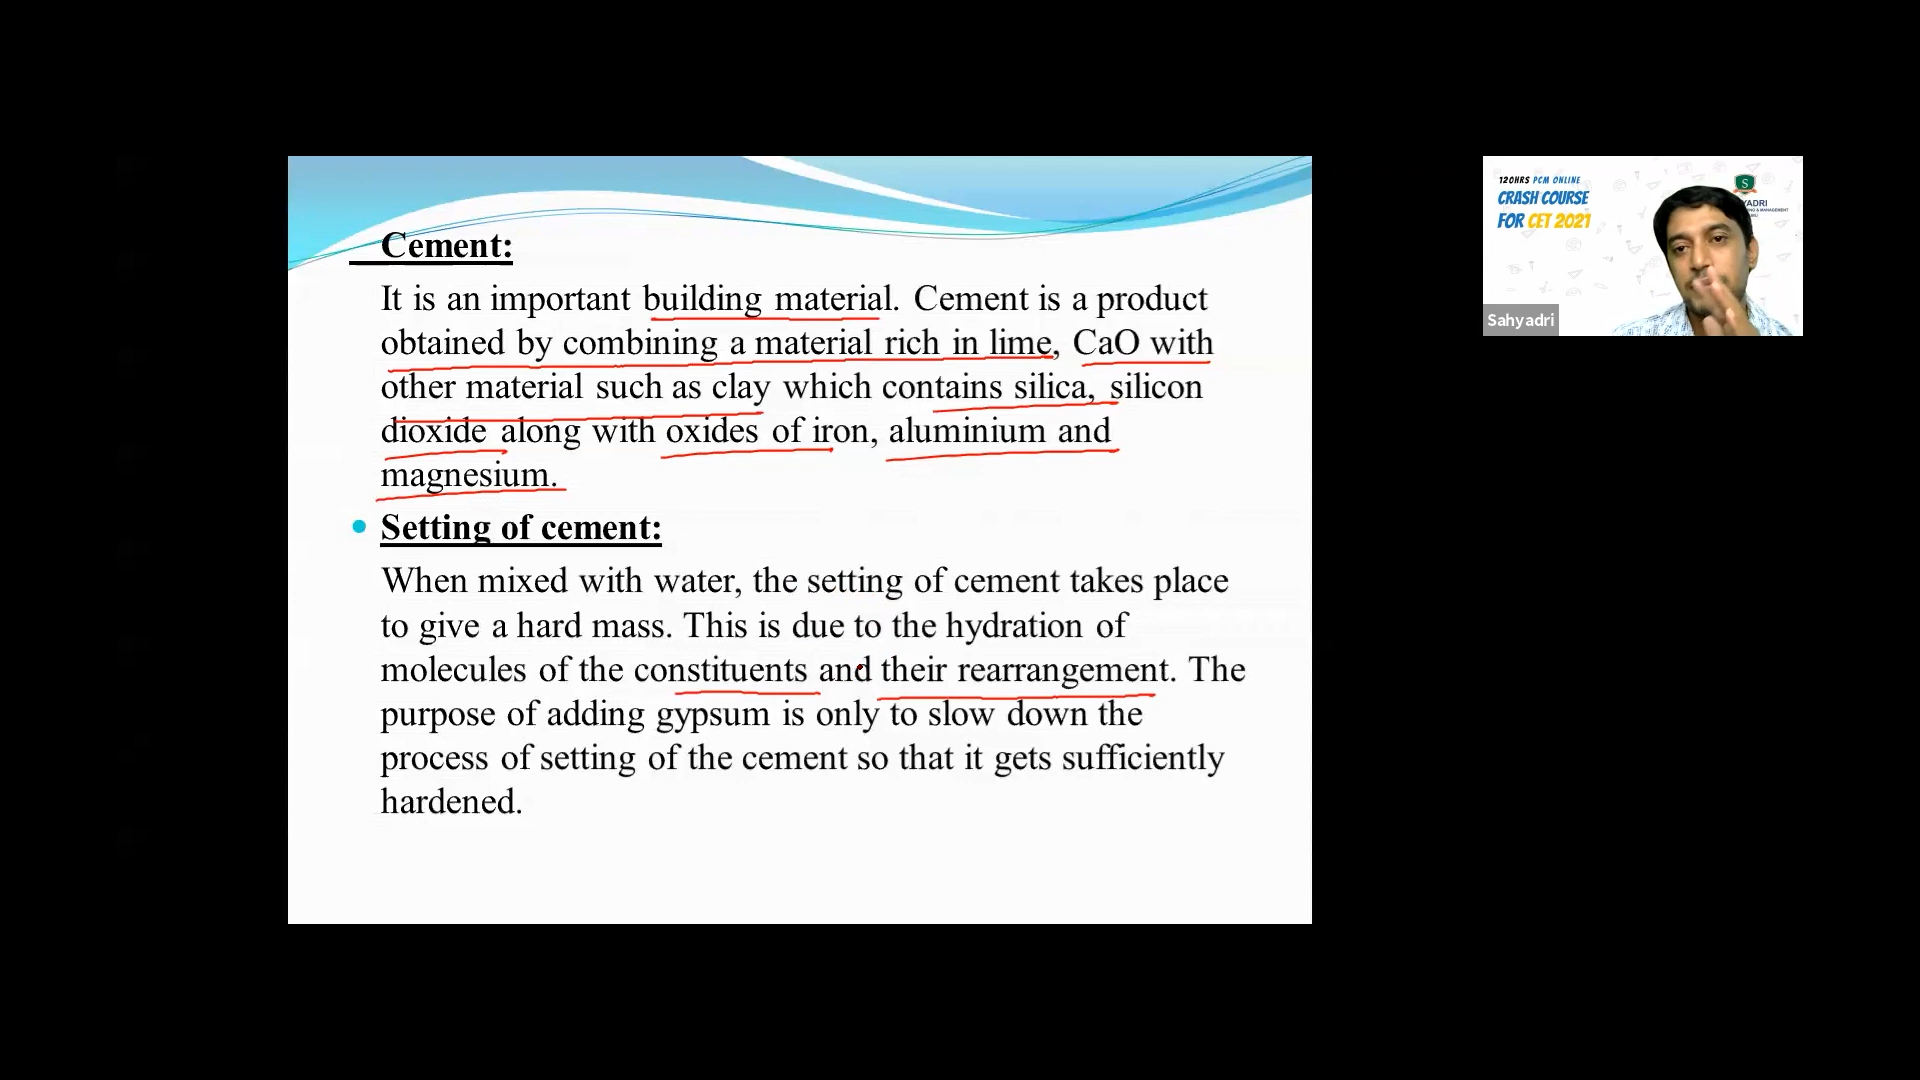 Cement:
It is an important building material. Cement is a product
obtained by combining a material rich in lime, CaO with
other material such as clay which contains silica, silicon
dioxide along with oxides of iron, aluminium and
magnesium.
Setting of cement:
When mixed with water, the setting of cement takes place
to give a hard mass. This is due to the hydration of
molecules of the constituents and their rearrangement. The
purpose of adding gypsum is only to slow down the
process of setting of the cement so that it gets sufficiently
hardened.
120HRS PCM ONLINE
CRASH COURSE
FOR CET 2021
S
Sahyadri